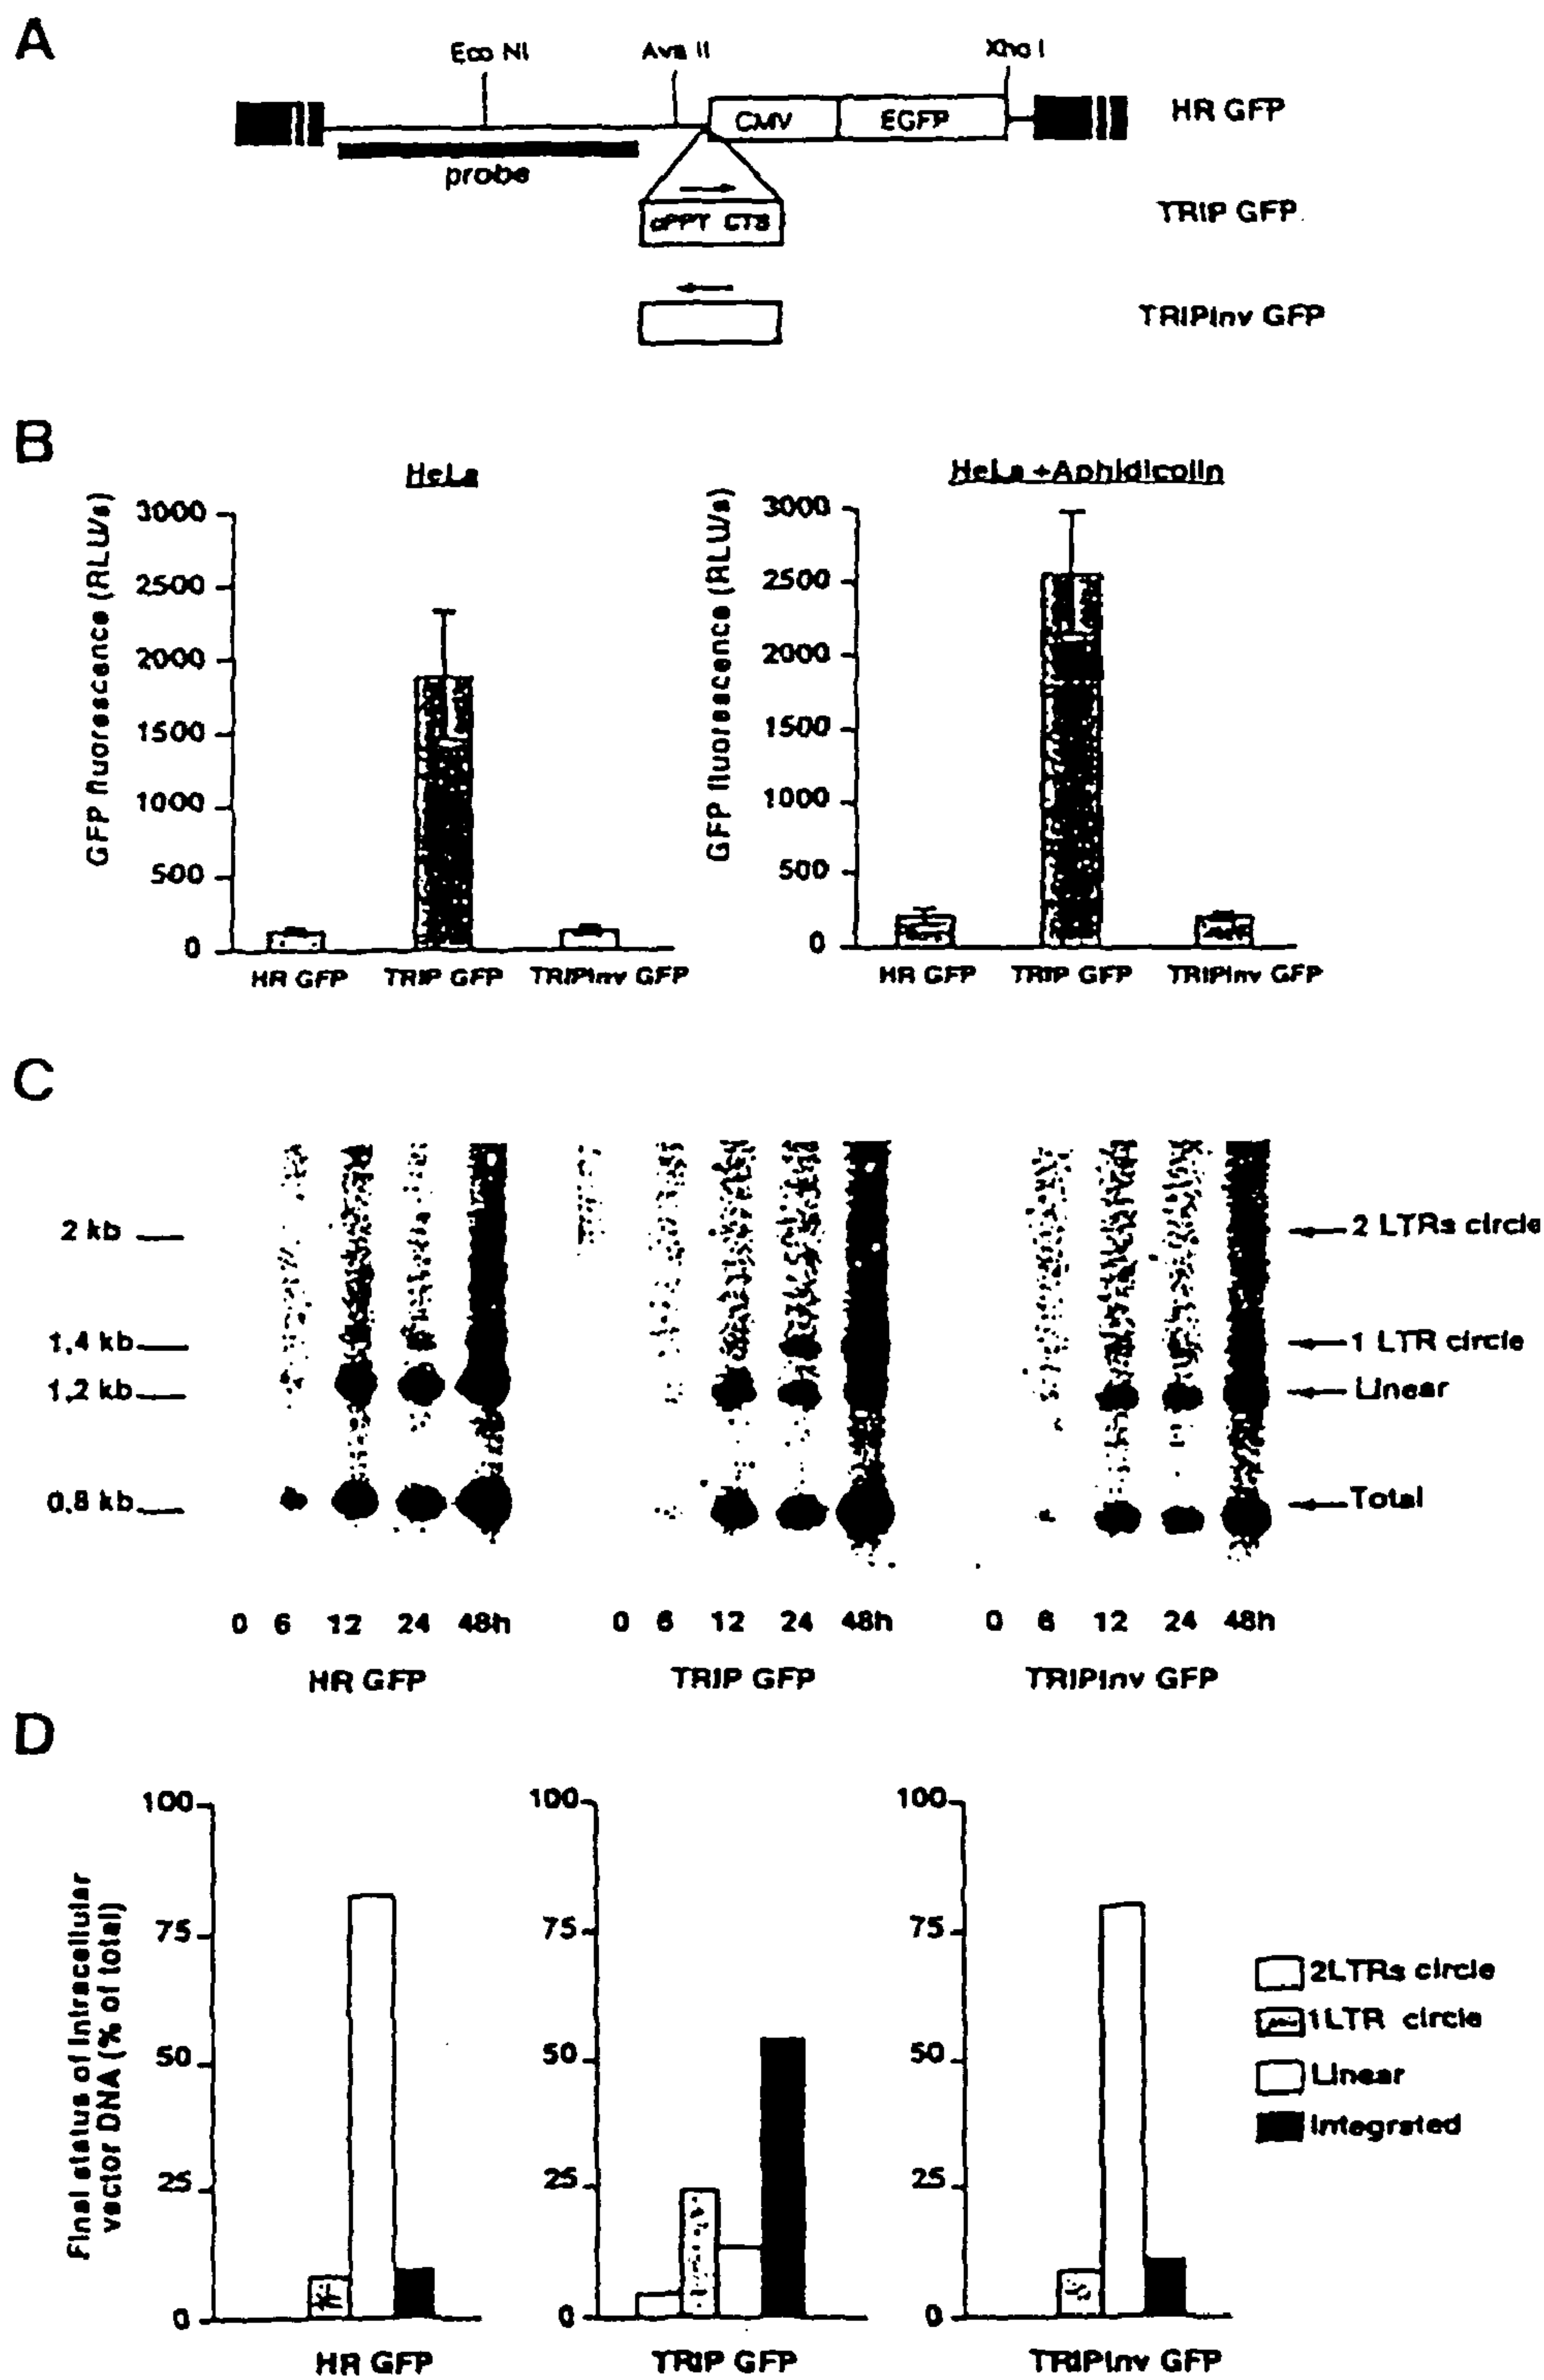 A
Eco NI
Ava II
Xho I
CMV
EGFP
HR GFP
probe
cPPT CTS
TRIP GFP
TRIPinv GFP
B
HeLa
GFP fluorescence (RLU/s)
3000
2500
2000
1500
1000
500
0
HR GFP
TRIP GFP
TRIPinv GFP
HeLa +Aphidicolin
GFP fluorescence (RLU/s)
3000
2500
2000
1500
1000
500
0
HR GFP
TRIP GFP
TRIPinv GFP
C
2 kb
1,4 kb
1,2 kb
0,8 kb
2 LTRs circle
1 LTR circle
Linear
Total
0 6 12 24 48h
HR GFP
0 6 12 24 48h
TRIP GFP
0 6 12 24 48h
TRIPinv GFP
D
Final status of intracellular
vector DNA (% of total)
100
75
50
25
0
HR GFP
100
75
50
25
0
TRIP GFP
100
75
50
25
0
TRIPinv GFP
2LTRs circle
1LTR circle
Linear
Integrated